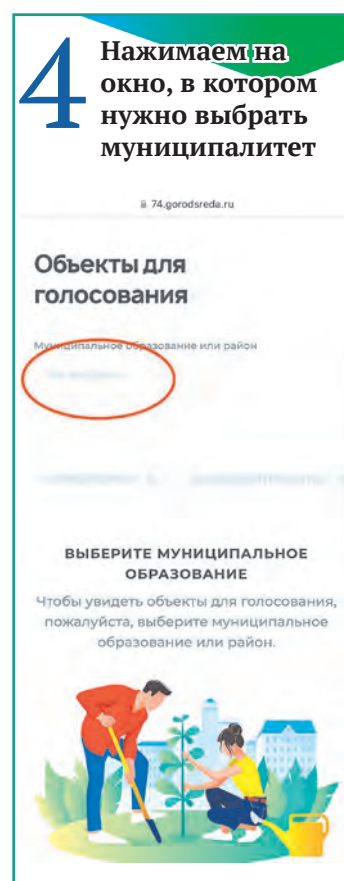 4
Нажимаем на
окно, в котором
нужно выбрать
муниципалитет
74.gorodsreda.ru
Объекты для
голосования
Муниципальное образование или район
ВЫБЕРИТЕ МУНИЦИПАЛЬНОЕ
ОБРАЗОВАНИЕ
Чтобы увидеть объекты для голосования,
пожалуйста, выберите муниципальное
образование или район.